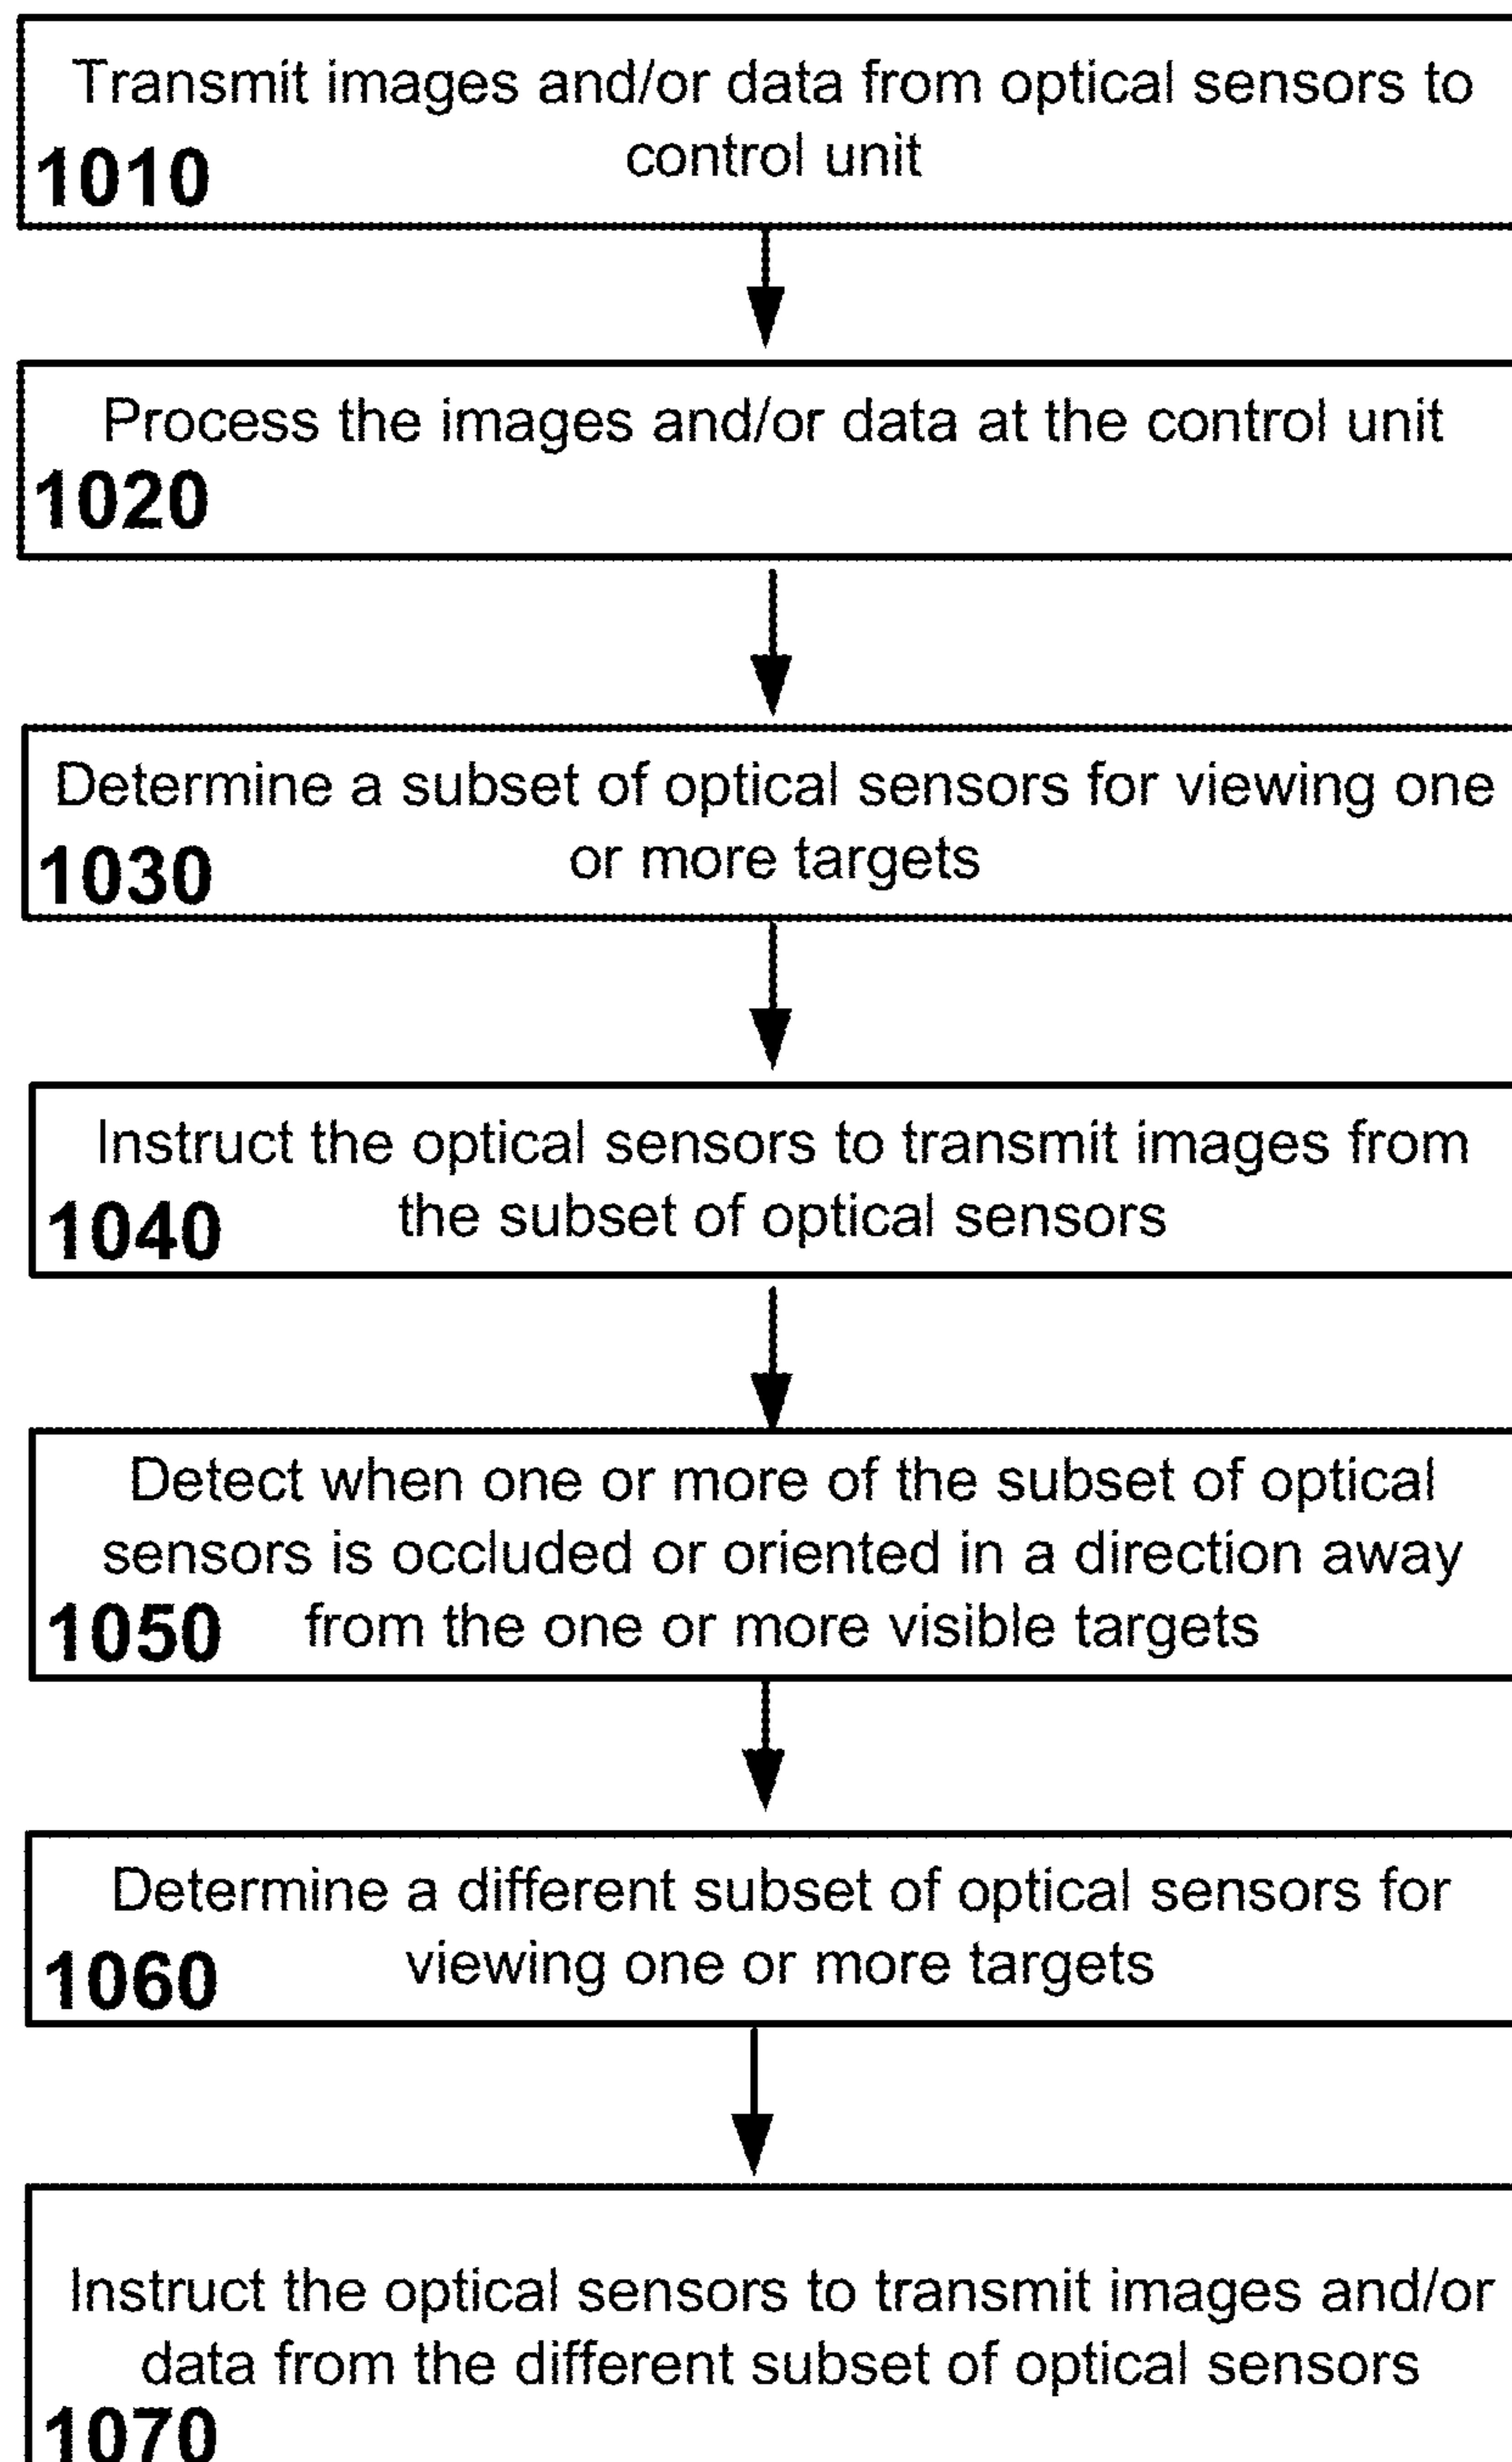 Transmit images and/or data from optical sensors to
control unit
1010
Process the images and/or data at the control unit
1020
Determine a subset of optical sensors for viewing one
or more targets
1030
Instruct the optical sensors to transmit images from
the subset of optical sensors
1040
Detect when one or more of the subset of optical
sensors is occluded or oriented in a direction away
from the one or more visible targets
1050
Determine a different subset of optical sensors for
viewing one or more targets
1060
Instruct the optical sensors to transmit images and/or
data from the different subset of optical sensors
1070